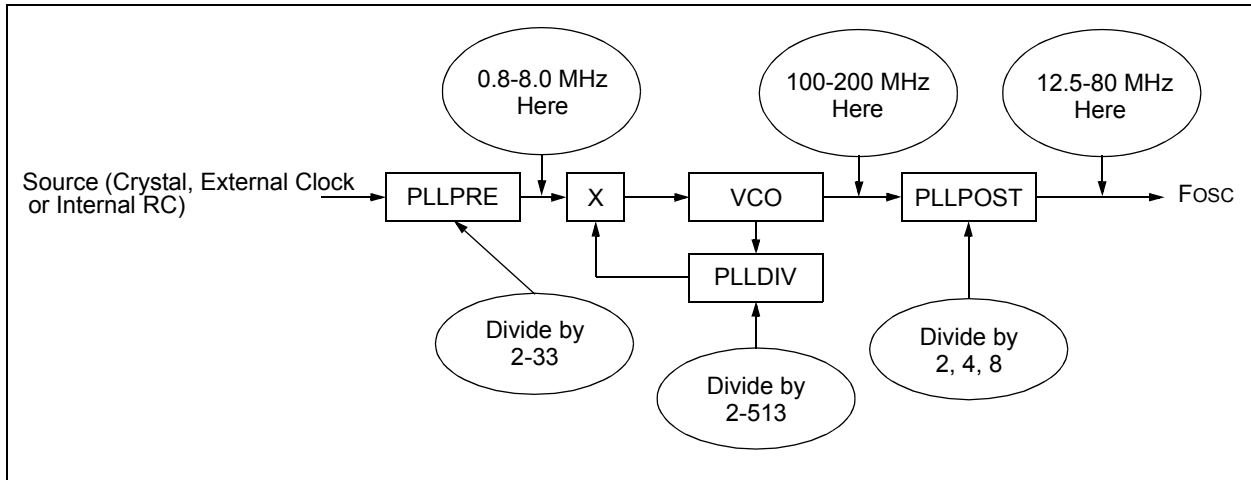 0.8-8.0 MHz
Here
100-200 MHz
Here
12.5-80 MHz
Here
Source (Crystal, External Clock
or Internal RC)
PLLPRE
X
VCO
PLLPOST
FOSC
PLLDIV
Divide by
2-33
Divide by
2-513
Divide by
2, 4, 8